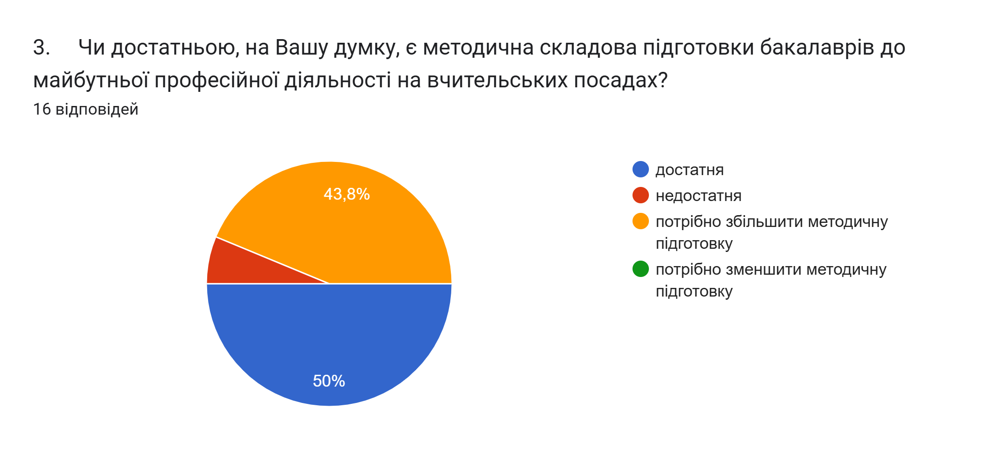 3. Чи достатньою, на Вашу думку, є методична складова підготовки бакалаврів до
майбутньої професійної діяльності на вчительських посадах?
16 відповідей
43,8%
50%
достатня
недостатня
потрібно збільшити методичну
підготовку
потрібно зменшити методичну
підготовку